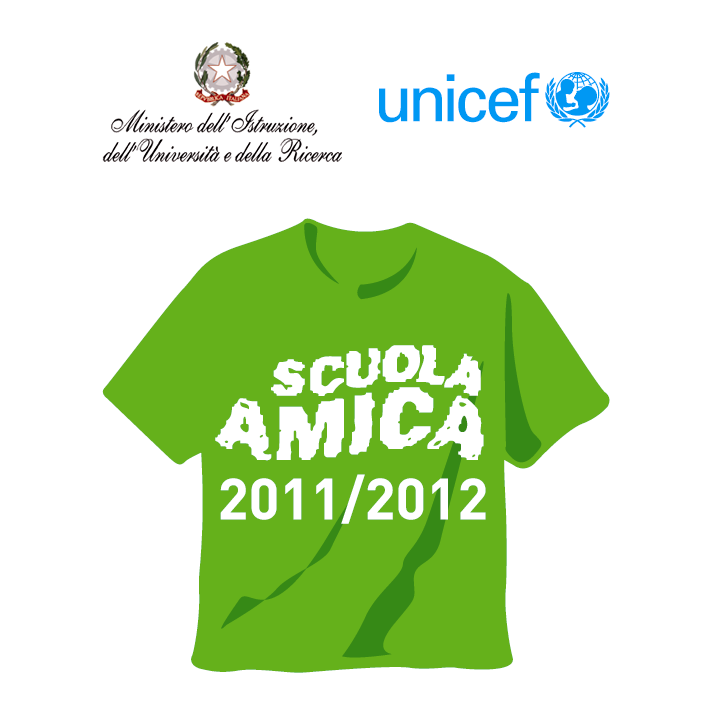 Ministero dell'Istruzione,
dell'Università e della Ricerca
unicef
SCUOLA
AMICA
2011/2012